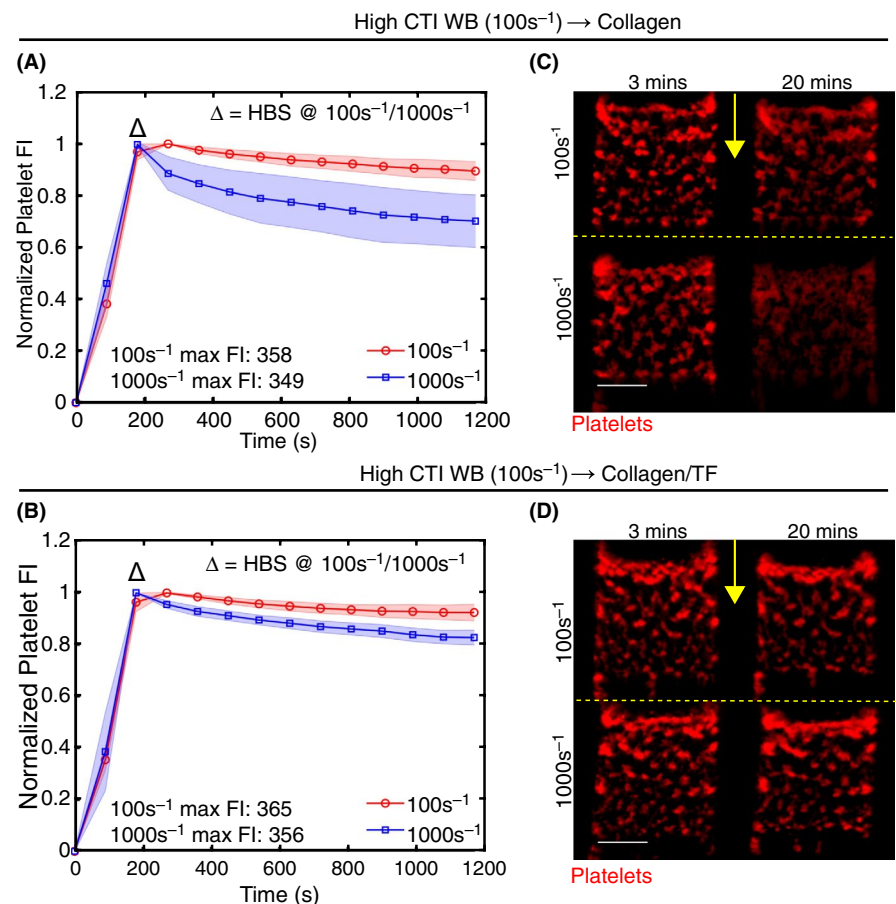 High CTI WB (100s⁻¹) → Collagen
(A)
Δ = HBS @ 100s⁻¹/1000s⁻¹
Δ
Normalized Platelet FI
1.2
1
0.8
0.6
0.4
0.2
0
100s⁻¹ max FI: 358
1000s⁻¹ max FI: 349
100s⁻¹
1000s⁻¹
0 200 400 600 800 1000 1200
Time (s)
(C)
3 mins 20 mins
100s⁻¹
1000s⁻¹
Platelets
High CTI WB (100s⁻¹) → Collagen/TF
(B)
Δ = HBS @ 100s⁻¹/1000s⁻¹
Δ
Normalized Platelet FI
1.2
1
0.8
0.6
0.4
0.2
0
100s⁻¹ max FI: 365
1000s⁻¹ max FI: 356
100s⁻¹
1000s⁻¹
0 200 400 600 800 1000 1200
Time (s)
(D)
3 mins 20 mins
100s⁻¹
1000s⁻¹
Platelets